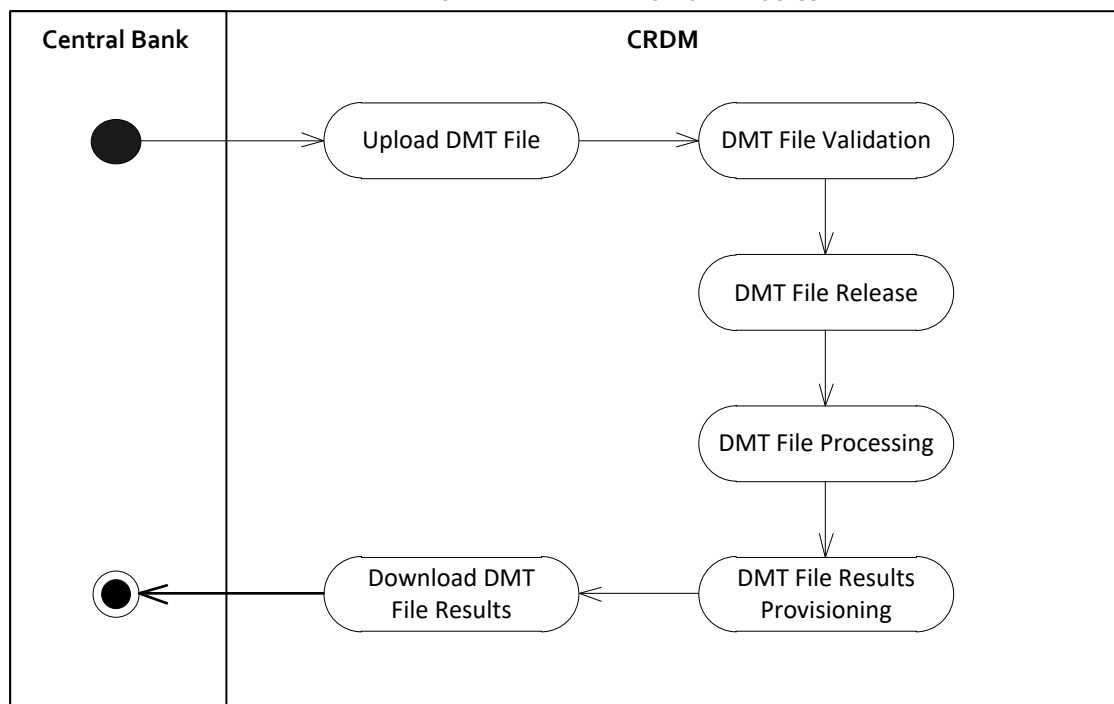 Central Bank
CRDM
Upload DMT File
DMT File Validation
DMT File Release
DMT File Processing
Download DMT
File Results
DMT File Results
Provisioning